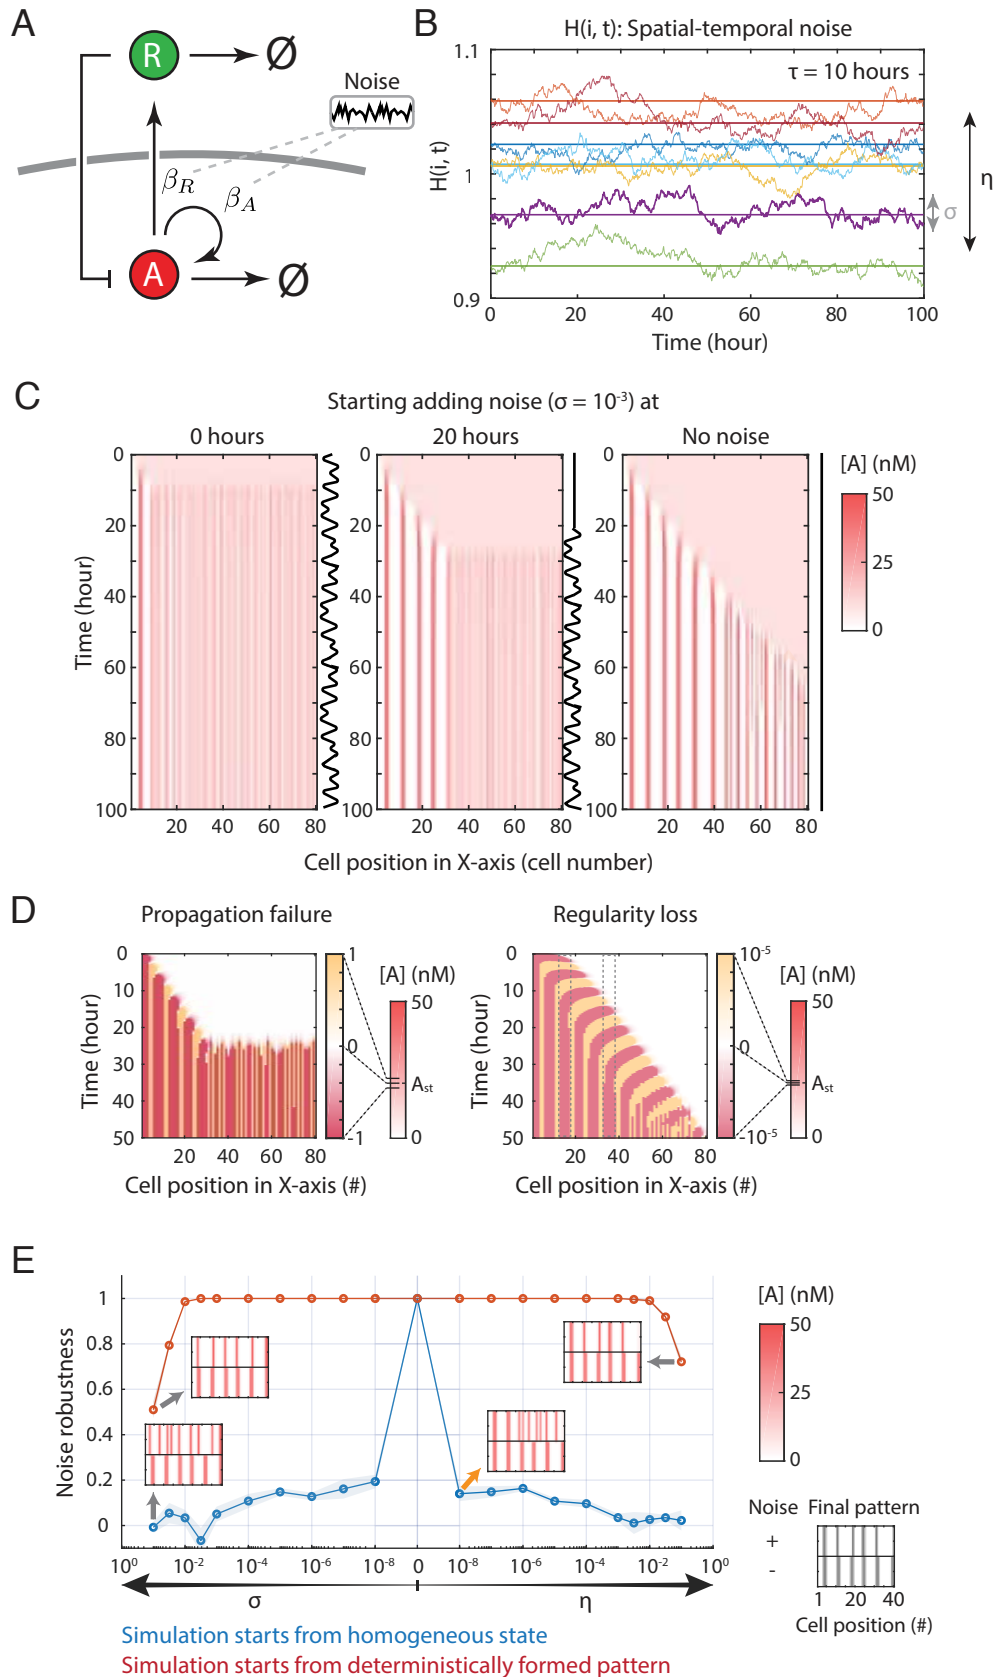 A
R
Ø
Noise
β_R
β_A
A
Ø
B
H(i, t): Spatial-temporal noise
1.1
τ = 10 hours
H(i, t)
1
η
σ
0.9
0 20 40 60 80 100
Time (hour)
C
Starting adding noise (σ = 10⁻³) at
0 hours
20 hours
No noise
[A] (nM)
50
25
0
Time (hour)
0
20
40
60
80
100
20 40 60 80
0
20
40
60
80
100
20 40 60 80
0
20
40
60
80
100
20 40 60 80
Cell position in X-axis (cell number)
D
Propagation failure
Time (hour)
0
10
20
30
40
50
20 40 60 80
Cell position in X-axis (#)
1
0
-1
[A] (nM)
50
A_st
0
Regularity loss
Time (hour)
0
10
20
30
40
50
20 40 60 80
Cell position in X-axis (#)
10⁻⁵
0
-10⁻⁵
[A] (nM)
50
A_st
0
E
Noise robustness
1
0.8
0.6
0.4
0.2
0
10⁰ 10⁻² 10⁻⁴ 10⁻⁶ 10⁻⁸ 0 10⁻⁸ 10⁻⁶ 10⁻⁴ 10⁻² 10⁰
σ
η
Simulation starts from homogeneous state
Simulation starts from deterministically formed pattern
[A] (nM)
50
25
0
Noise Final pattern
+
-
1 20 40
Cell position (#)